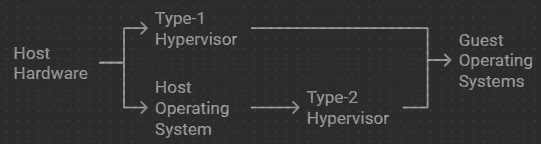 Host
Hardware
Type-1
Hypervisor
Host
Operating
System
Type-2
Hypervisor
Guest
Operating
Systems